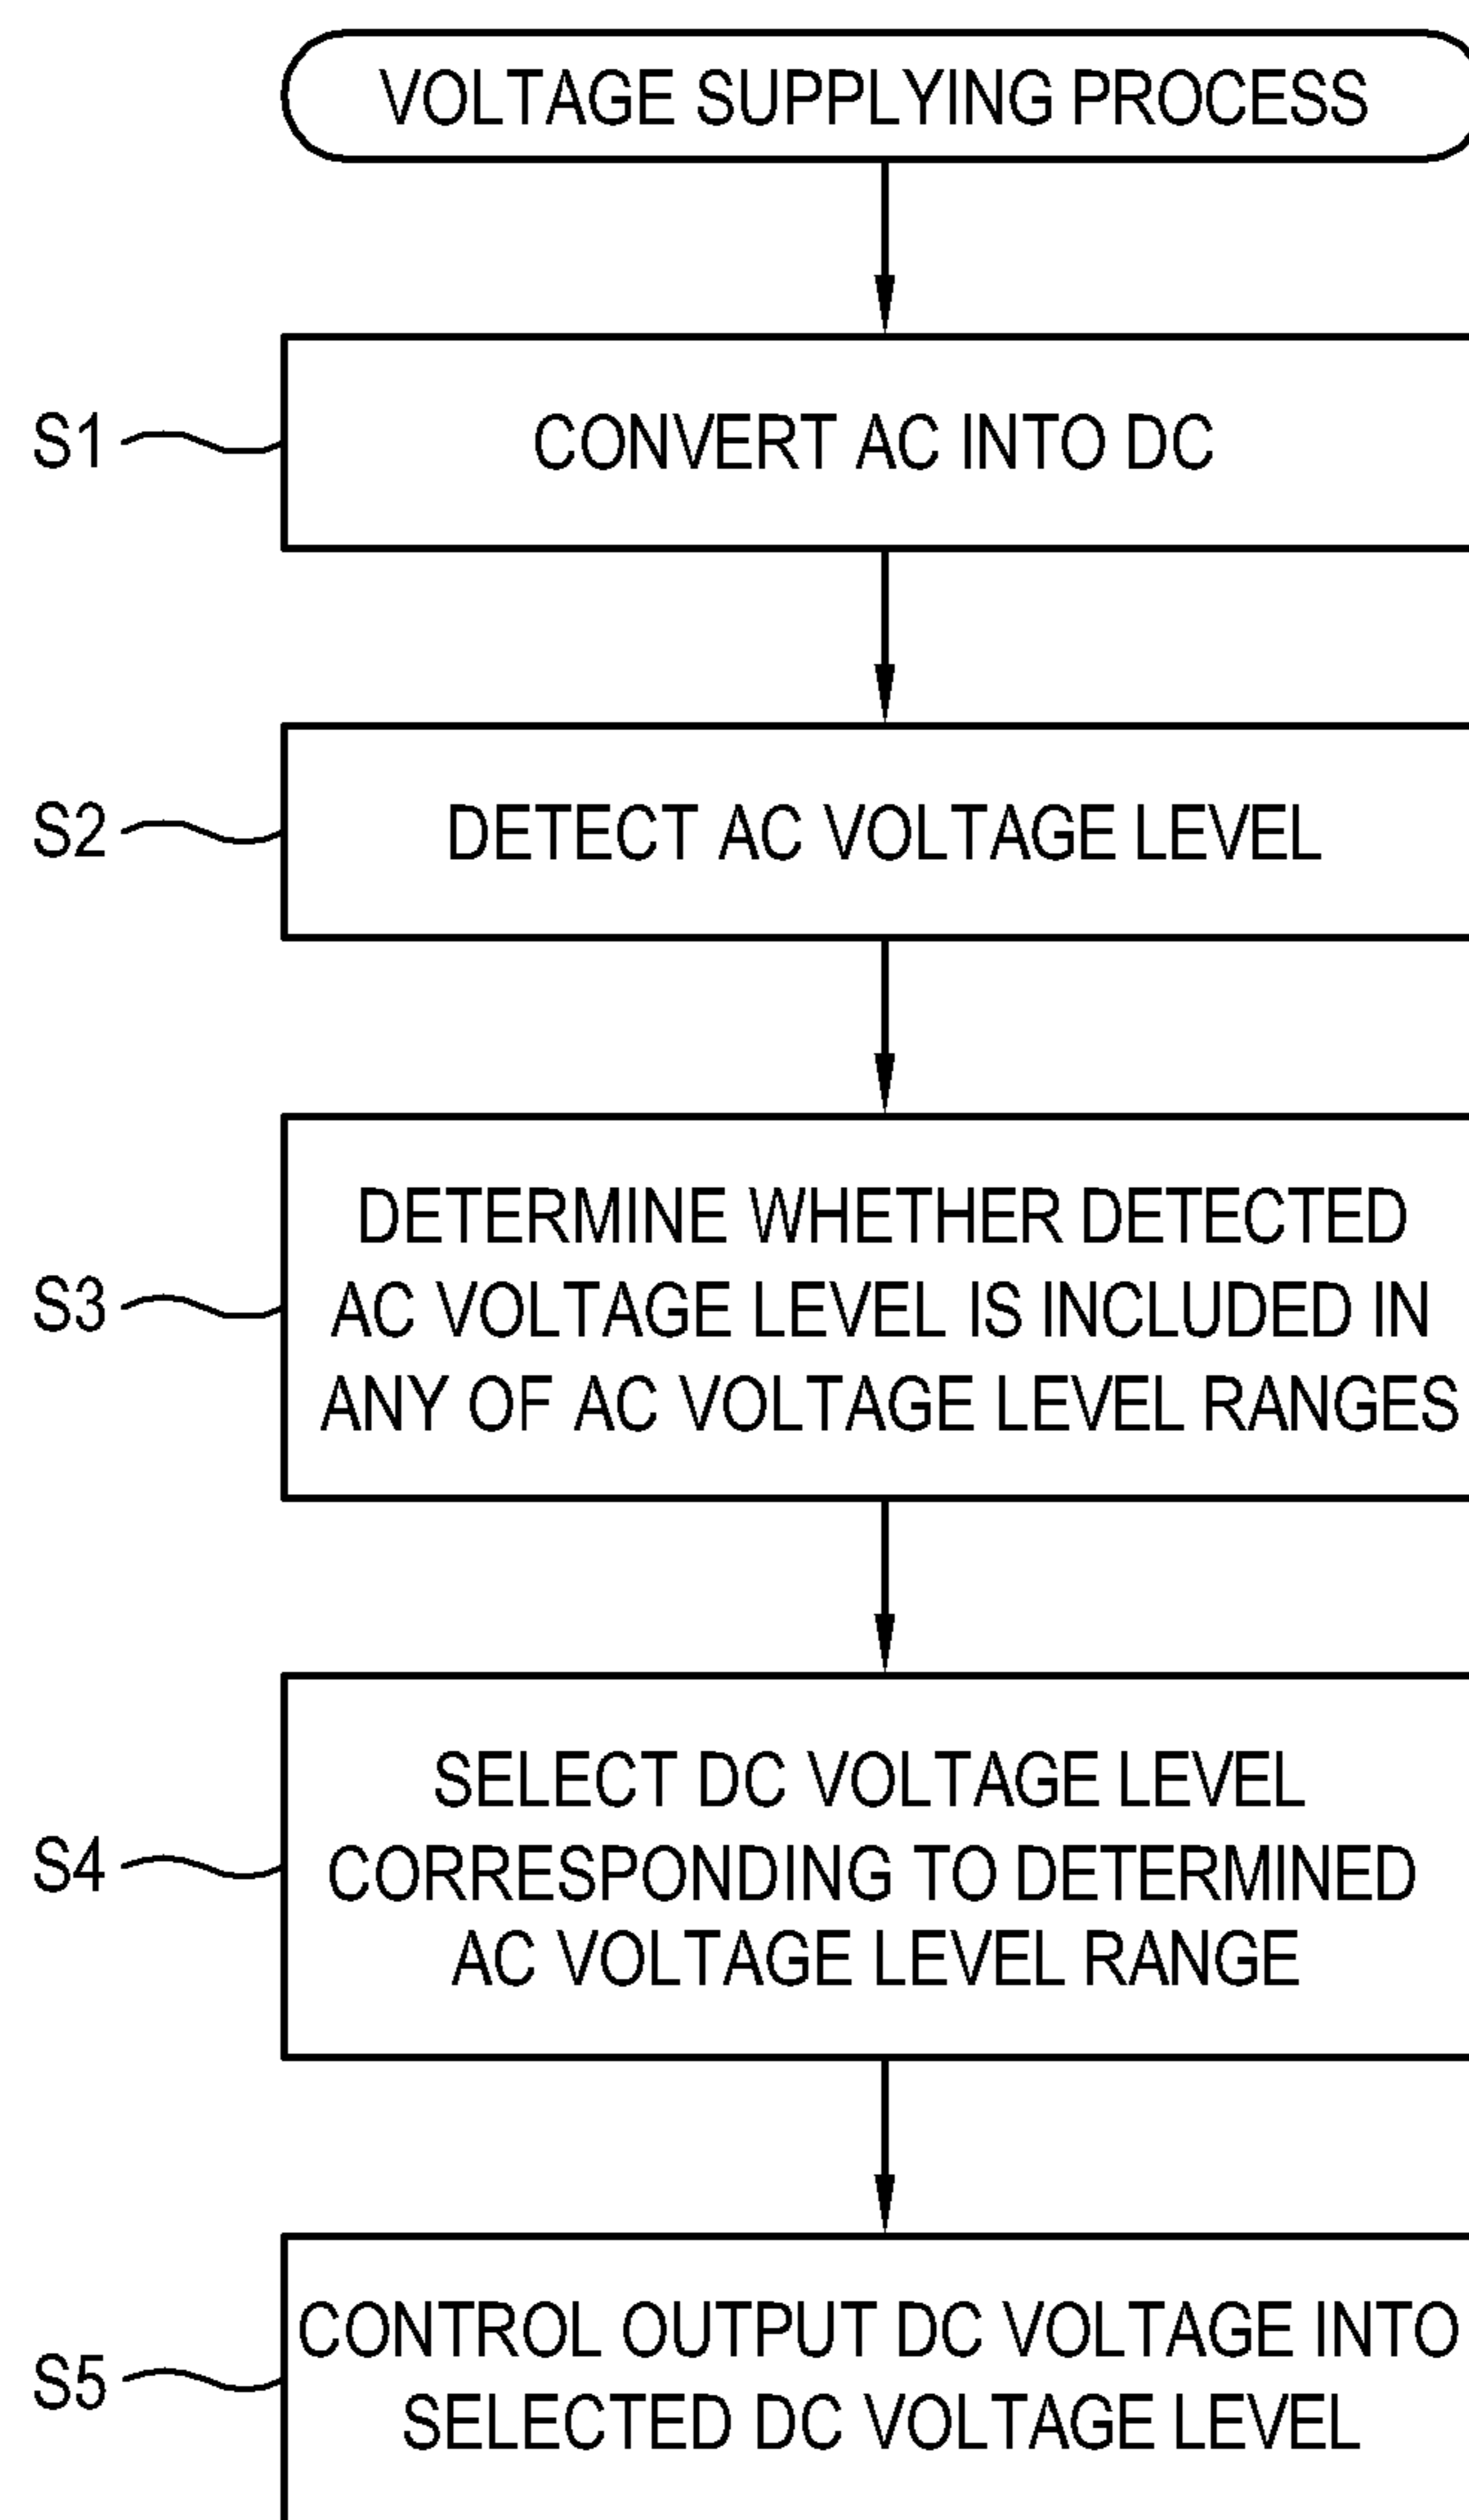 VOLTAGE SUPPLYING PROCESS
S1
CONVERT AC INTO DC
S2
DETECT AC VOLTAGE LEVEL
S3
DETERMINE WHETHER DETECTED
AC VOLTAGE LEVEL IS INCLUDED IN
ANY OF AC VOLTAGE LEVEL RANGES
S4
SELECT DC VOLTAGE LEVEL
CORRESPONDING TO DETERMINED
AC VOLTAGE LEVEL RANGE
S5
CONTROL OUTPUT DC VOLTAGE INTO
SELECTED DC VOLTAGE LEVEL